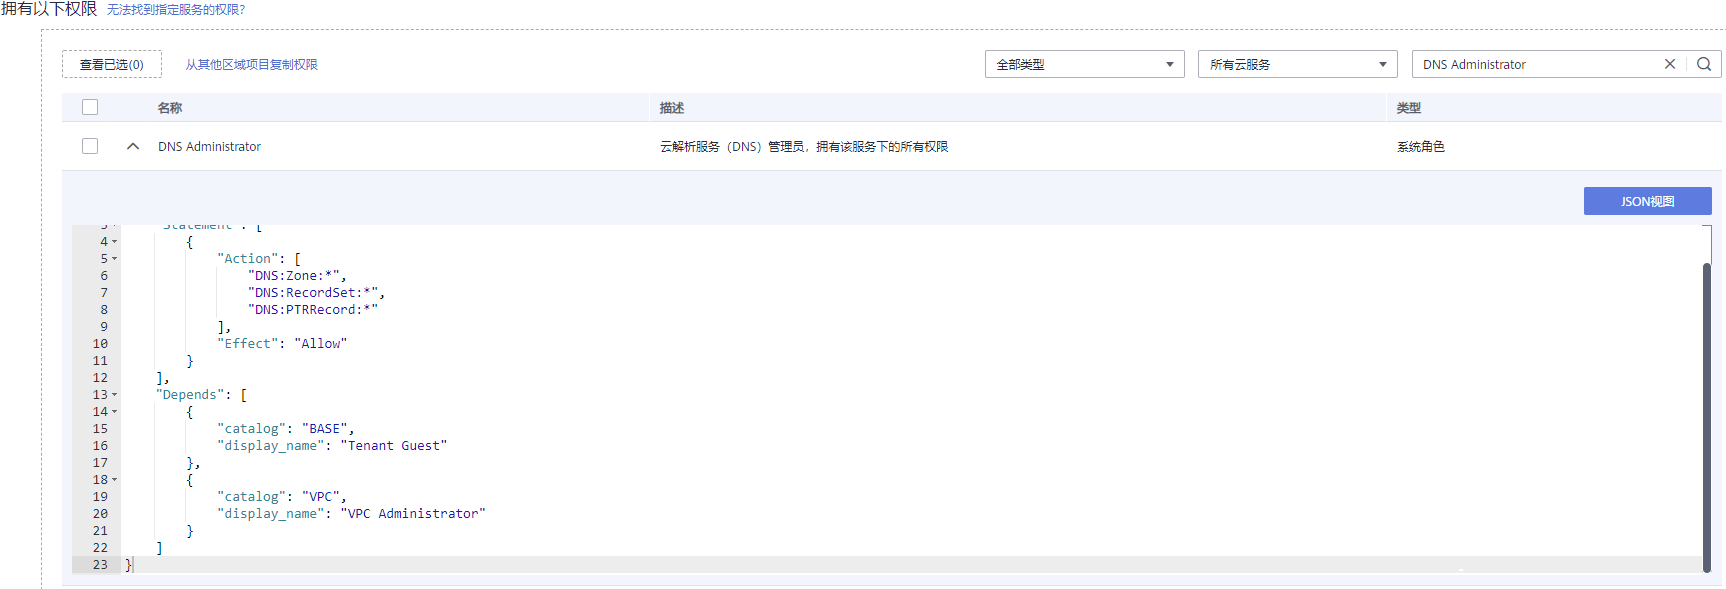 拥有以下权限 无法找到指定服务的权限?
查看已选(0) 从其他区域项目复制权限 全部类型 所有云服务 DNS Administrator
名称 描述 类型
DNS Administrator 云解析服务（DNS）管理员，拥有该服务下的所有权限 系统角色
JSON视图
3 "Statement": [
4 {
5 "Action": [
6 "DNS:Zone:*",
7 "DNS:RecordSet:*",
8 "DNS:PTRRecord:*"
9 ],
10 "Effect": "Allow"
11 }
12 ],
13 "Depends": [
14 {
15 "catalog": "BASE",
16 "display_name": "Tenant Guest"
17 },
18 {
19 "catalog": "VPC",
20 "display_name": "VPC Administrator"
21 }
22 ]
23 }